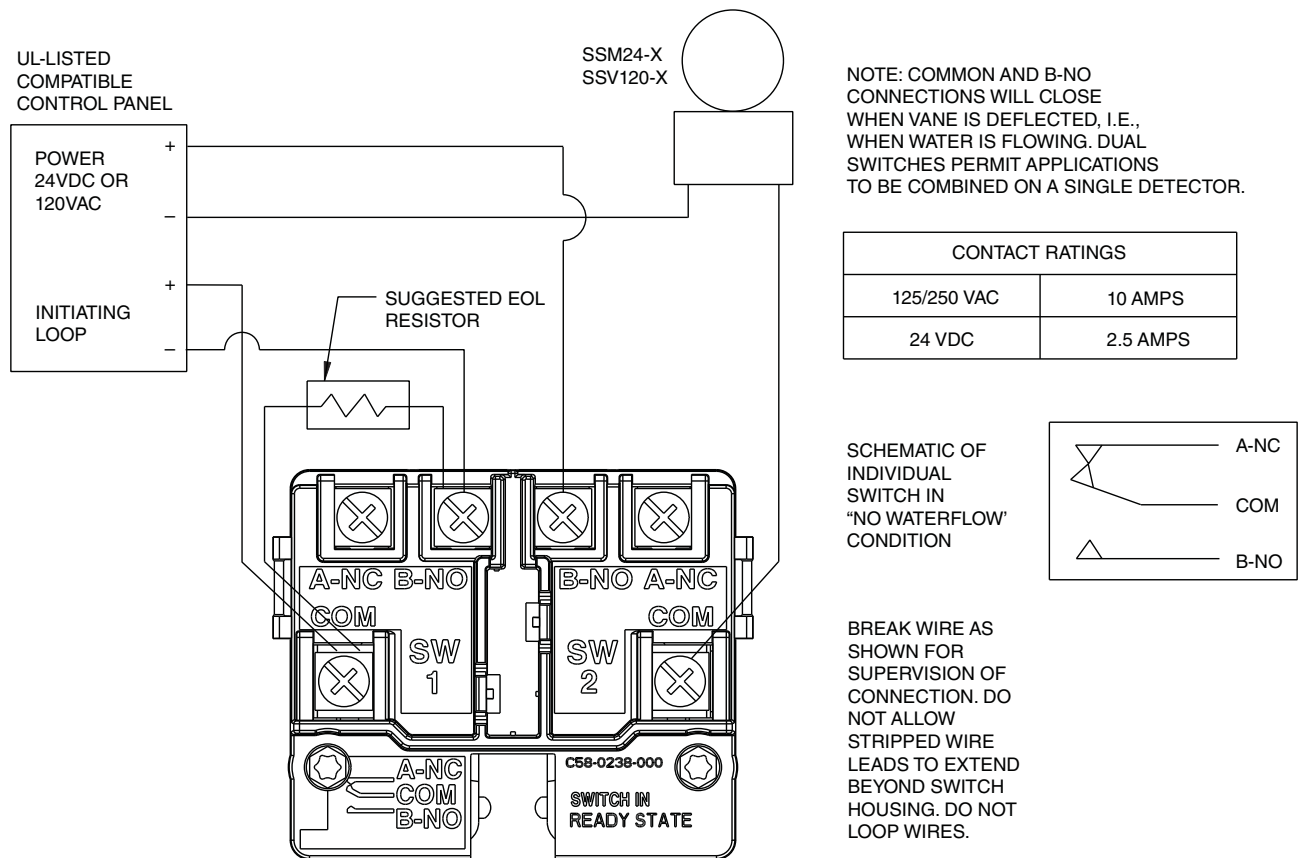 UL-LISTED
COMPATIBLE
CONTROL PANEL
POWER
24VDC OR
120VAC
+
–
INITIATING
LOOP
+
–
SSM24-X
SSV120-X
SUGGESTED EOL
RESISTOR
NOTE: COMMON AND B-NO
CONNECTIONS WILL CLOSE
WHEN VANE IS DEFLECTED, I.E.,
WHEN WATER IS FLOWING. DUAL
SWITCHES PERMIT APPLICATIONS
TO BE COMBINED ON A SINGLE DETECTOR.
CONTACT RATINGS
125/250 VAC 10 AMPS
24 VDC 2.5 AMPS
SCHEMATIC OF
INDIVIDUAL
SWITCH IN
“NO WATERFLOW’
CONDITION
A-NC
COM
B-NO
BREAK WIRE AS
SHOWN FOR
SUPERVISION OF
CONNECTION. DO
NOT ALLOW
STRIPPED WIRE
LEADS TO EXTEND
BEYOND SWITCH
HOUSING. DO NOT
LOOP WIRES.
A-NC B-NO
COM
SW
1
B-NO A-NC
COM
SW
2
A-NC
COM
B-NO
C58-0238-000
SWITCH IN
READY STATE